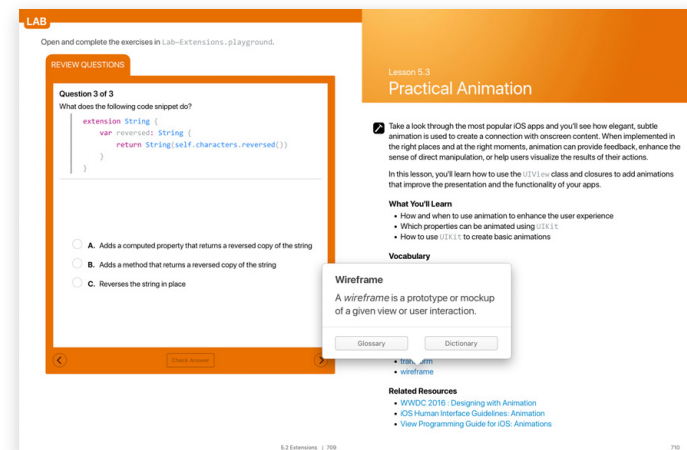 LAB
Open and complete the exercises in Lab—Extensions.playground.
REVIEW QUESTIONS
Question 3 of 3
What does the following code snippet do?
extension String {
var reversed: String {
return String(self.characters.reversed())
}
}
A. Adds a computed property that returns a reversed copy of the string
B. Adds a method that returns a reversed copy of the string
C. Reverses the string in place
Check Answer
5.2 Extensions | 709
Lesson 5.3
Practical Animation
Take a look through the most popular iOS apps and you'll see how elegant, subtle
animation is used to create a connection with onscreen content. When implemented in
the right places and at the right moments, animation can provide feedback, enhance the
sense of direct manipulation, or help users visualize the results of their actions.
In this lesson, you'll learn how to use the UIView class and closures to add animations
that improve the presentation and the functionality of your apps.
What You'll Learn
• How and when to use animation to enhance the user experience
• Which properties can be animated using UIKit
• How to use UIKit to create basic animations
Vocabulary
Wireframe
A wireframe is a prototype or mockup
of a given view or user interaction.
Glossary
Dictionary
• wireframe
Related Resources
• WWDC 2016 : Designing with Animation
• iOS Human Interface Guidelines: Animation
• View Programming Guide for iOS: Animations
710